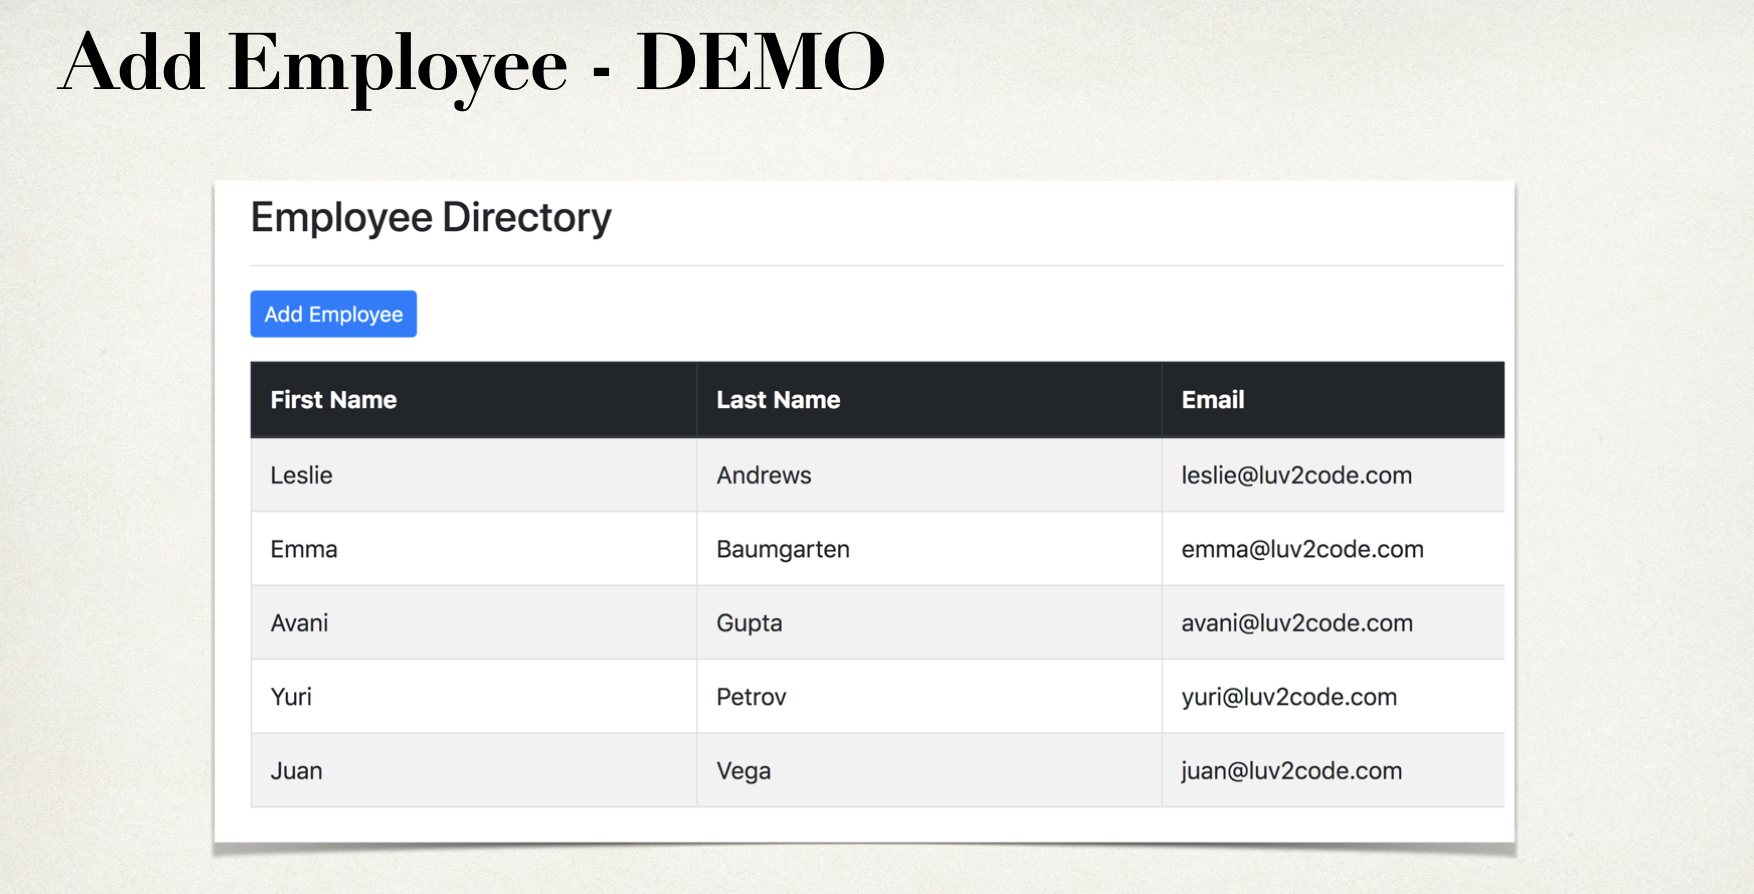 Add Employee - DEMO
Employee Directory
Add Employee
First Name Last Name Email
Leslie Andrews leslie@luv2code.com
Emma Baumgarten emma@luv2code.com
Avani Gupta avani@luv2code.com
Yuri Petrov yuri@luv2code.com
Juan Vega juan@luv2code.com